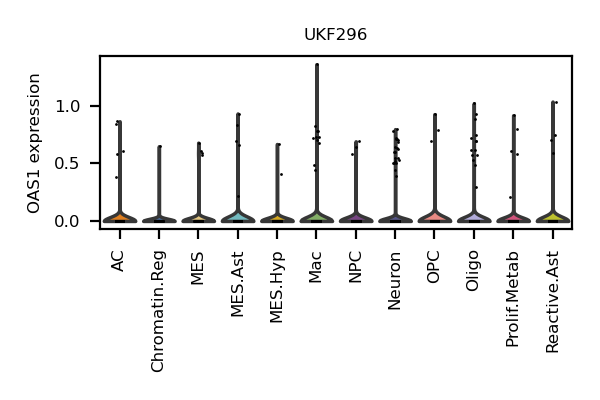 UKF296
OAS1 expression
1.0
0.5
0.0
AC
Chromatin.Reg
MES
MES.Ast
MES.Hyp
Mac
NPC
Neuron
OPC
Oligo
Prolif.Metab
Reactive.Ast